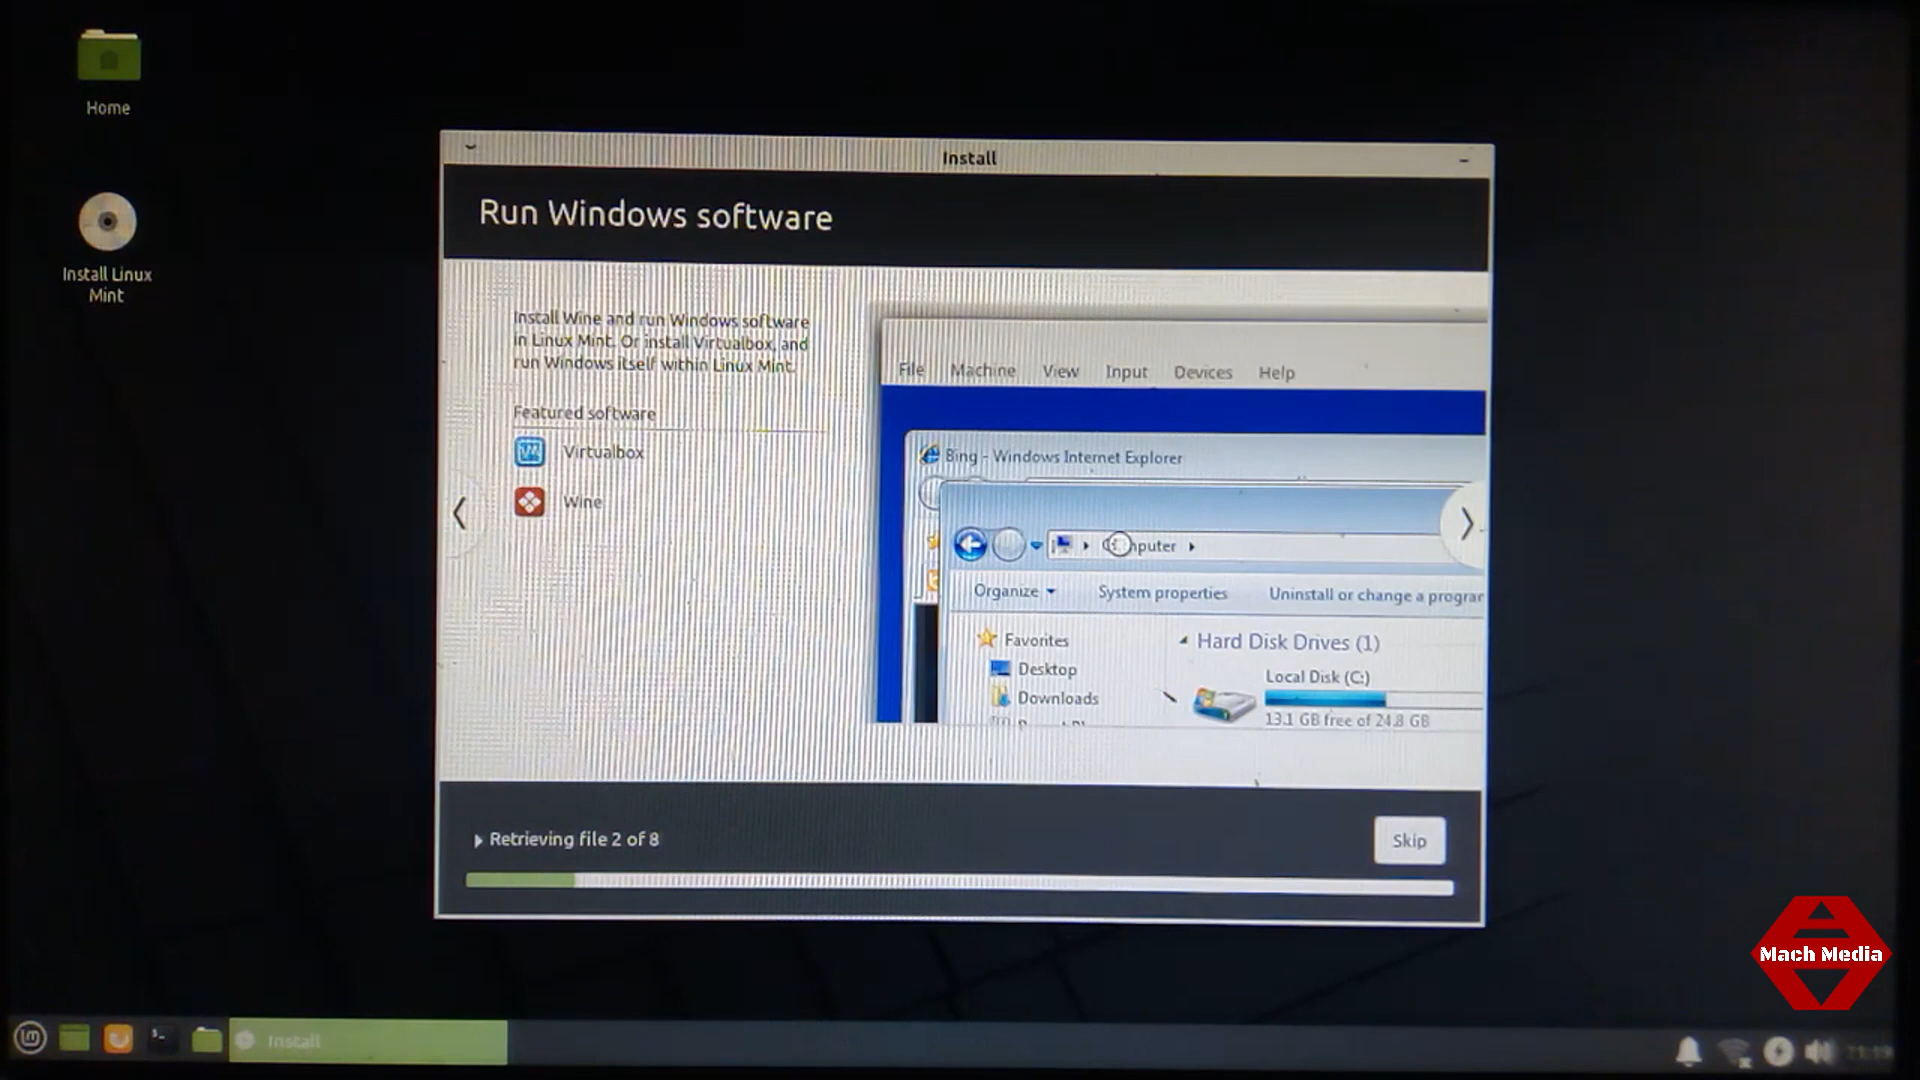 Home
Install Linux
Mint
Install
Run Windows software
Install Wine and run Windows software
in Linux Mint. Or install Virtualbox, and
run Windows itself within Linux Mint.
Featured software
Virtualbox
Wine
File Machine View Input Devices Help
Bing - Windows Internet Explorer
Organize
System properties
Uninstall or change a program
Favorites
Desktop
Downloads
Hard Disk Drives (1)
Local Disk (C:)
13.1 GB free of 24.8 GB
Retrieving file 2 of 8
Skip
Mach Media
Install